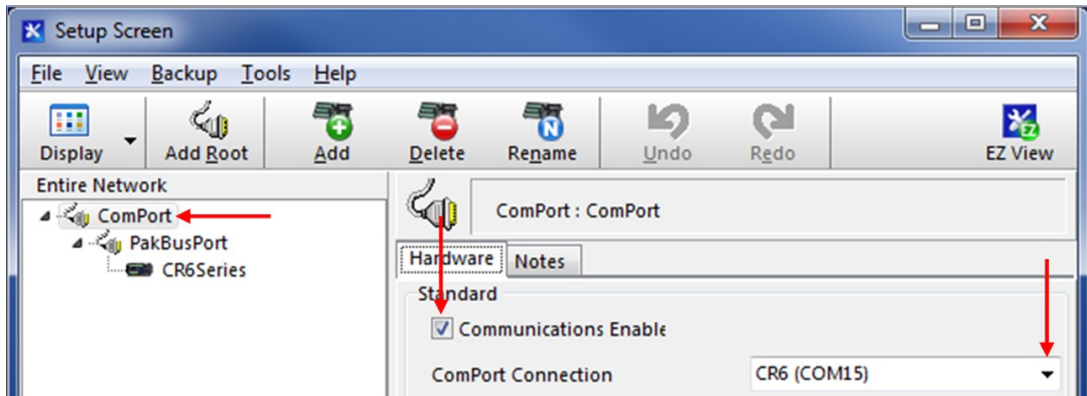 Setup Screen
File View Backup Tools Help
Display Add Root Add Delete Rename Undo Redo EZ View
Entire Network
ComPort
PakBusPort
CR6Series
ComPort : ComPort
Hardware Notes
Standard
Communications Enable
ComPort Connection CR6 (COM15)